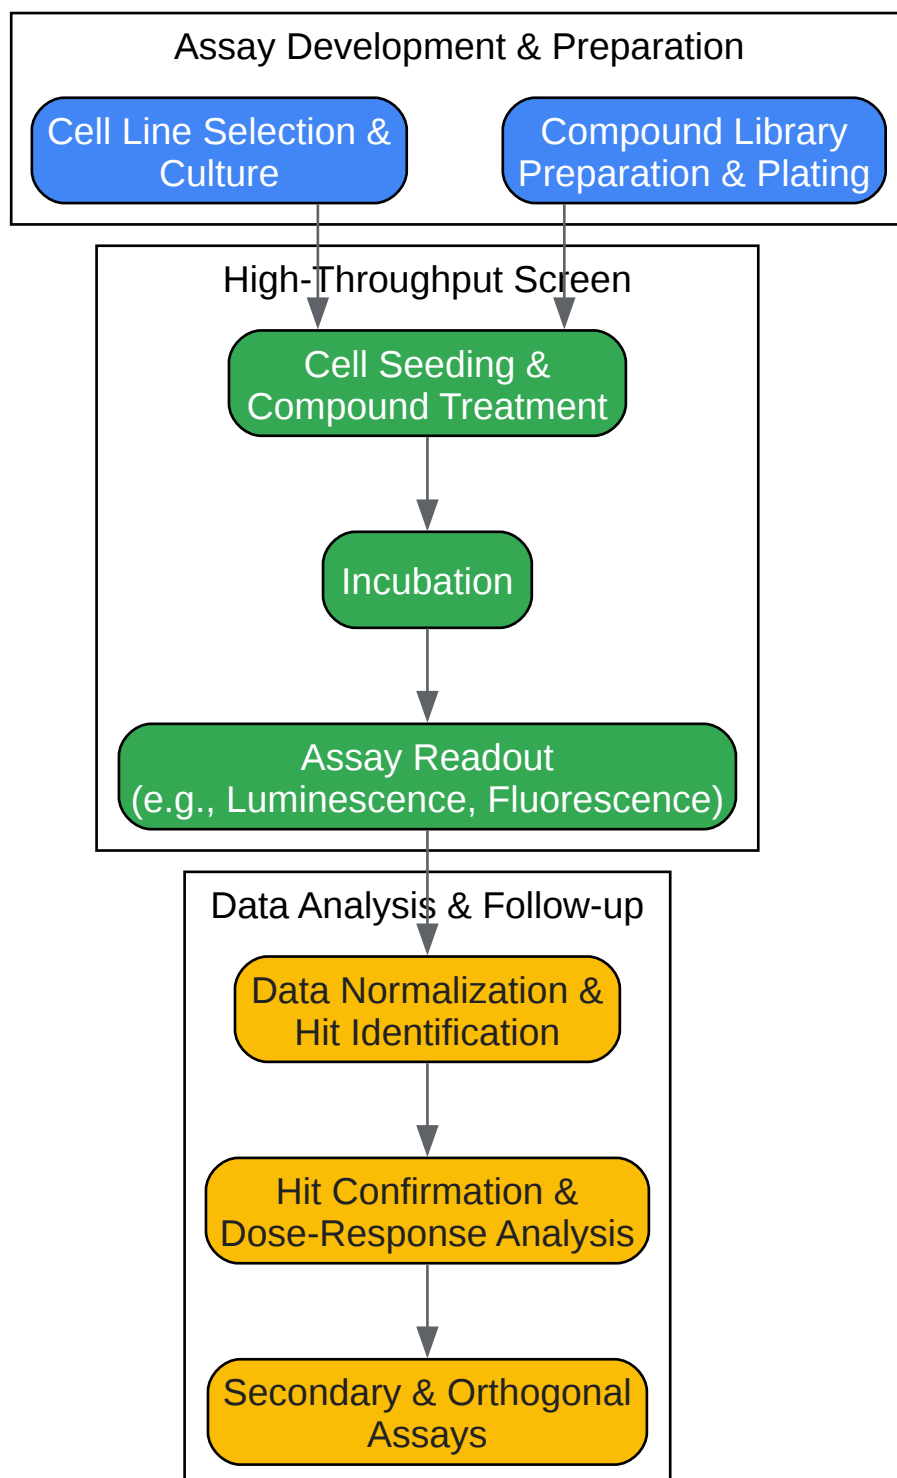 Assay Development & Preparation
Cell Line Selection &
Culture
Compound Library
Preparation & Plating
High-Throughput Screen
Cell Seeding &
Compound Treatment
Incubation
Assay Readout
(e.g., Luminescence, Fluorescence)
Data Analysis & Follow-up
Data Normalization &
Hit Identification
Hit Confirmation &
Dose-Response Analysis
Secondary & Orthogonal
Assays